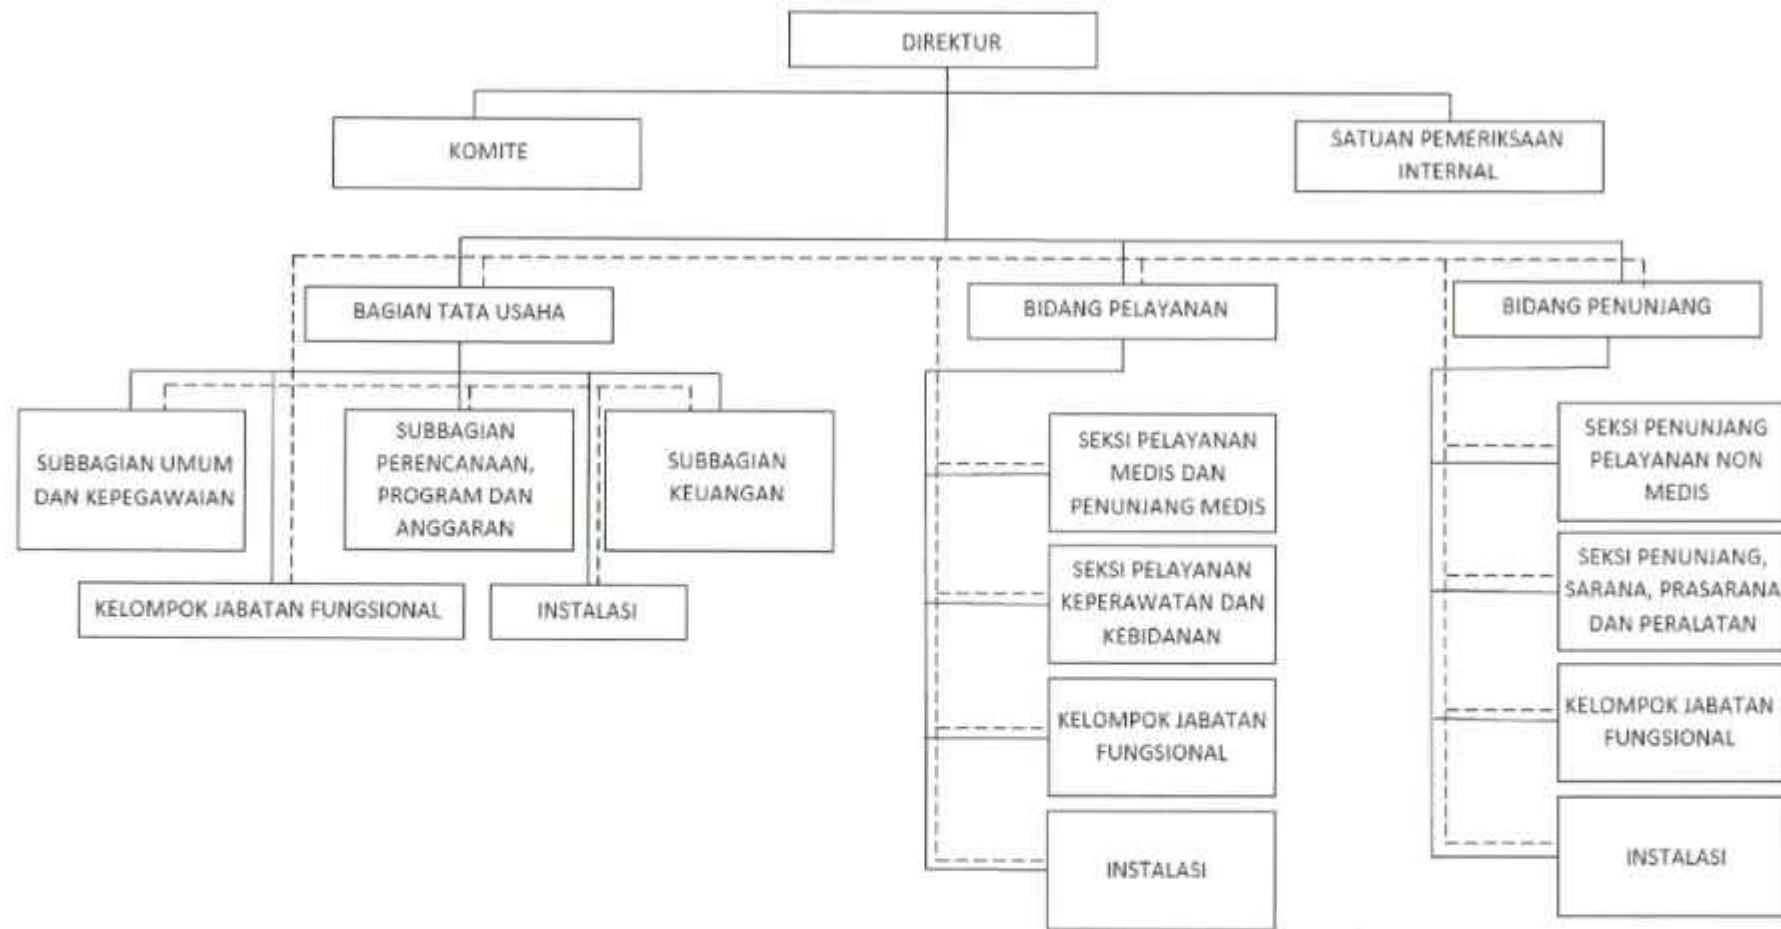 DIREKTUR
KOMITE
SATUAN PEMERIKSAAN
INTERNAL
BAGIAN TATA USAHA
BIDANG PELAYANAN
BIDANG PENUNJANG
SUBBAGIAN UMUM
DAN KEPEGAWAIAN
SUBBAGIAN
PERENCANAAN,
PROGRAM DAN
ANGGARAN
SUBBAGIAN
KEUANGAN
KELOMPOK JABATAN FUNGSIONAL
INSTALASI
SEKSI PELAYANAN
MEDIS DAN
PENUNJANG MEDIS
SEKSI PELAYANAN
KEPERAWATAN DAN
KEBIDANAN
KELOMPOK JABATAN
FUNGSIONAL
INSTALASI
SEKSI PENUNJANG
PELAYANAN NON
MEDIS
SEKSI PENUNJANG,
SARANA, PRASARANA
DAN PERALATAN
KELOMPOK JABATAN
FUNGSIONAL
INSTALASI